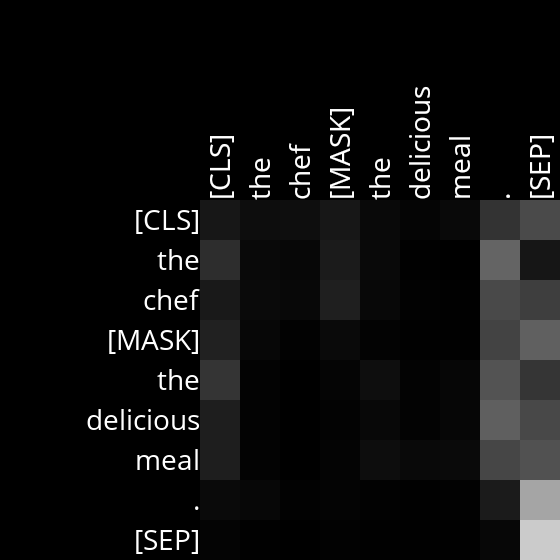 [CLS]
the
chef
[MASK]
the
delicious
meal
.
[SEP]
[CLS]
the
chef
[MASK]
the
delicious
meal
.
[SEP]